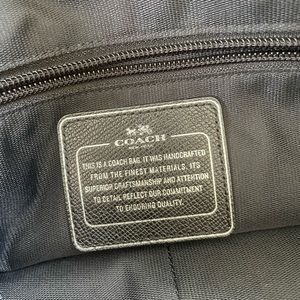 COACH
THIS IS A COACH BAG. IT WAS HANDCRAFTED
FROM THE FINEST MATERIALS. ITS
SUPERIOR CRAFTSMANSHIP AND ATTENTION
TO DETAIL REFLECT OUR COMMITMENT
TO ENDURING QUALITY.